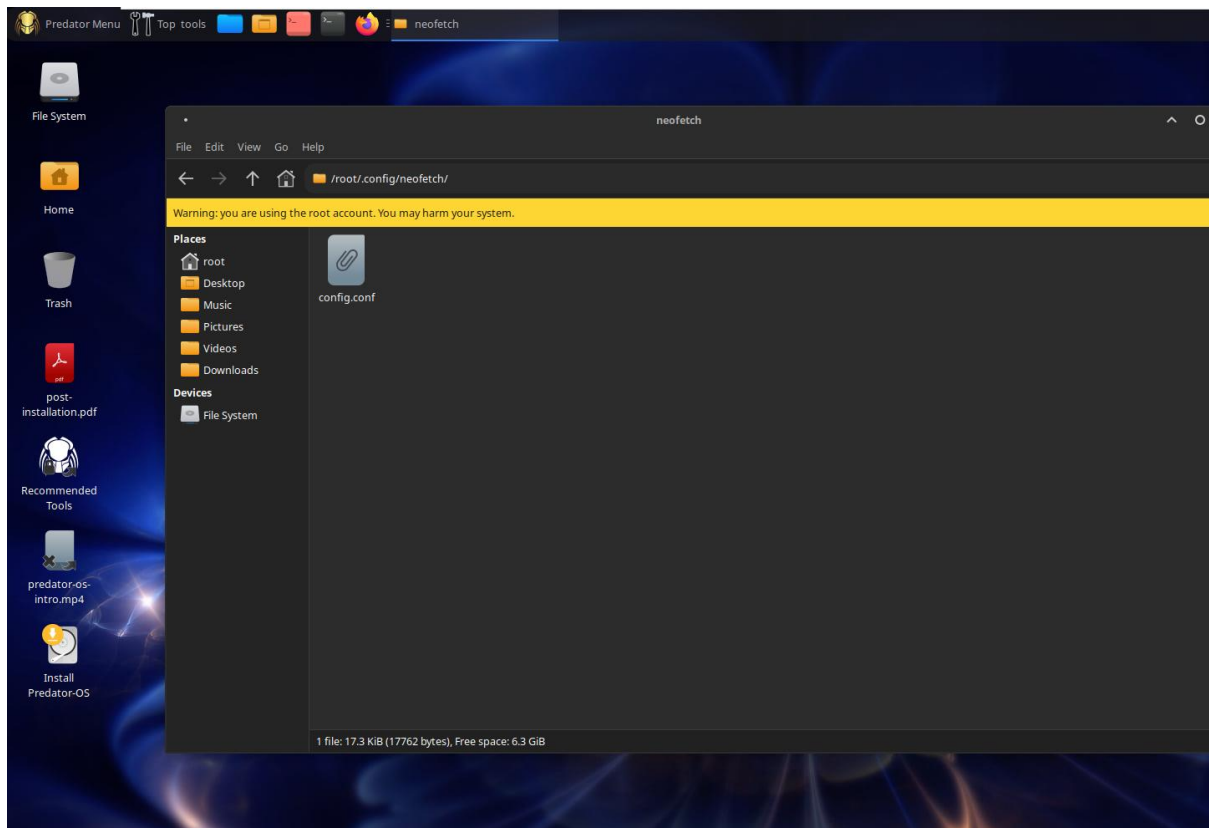 Predator Menu
Top tools
neofetch
File System
Home
Trash
pdf
post-
installation.pdf
Recommended
Tools
predator-os-
intro.mp4
Install
Predator-OS
neofetch
File Edit View Go Help
/root/.config/neofetch/
Warning: you are using the root account. You may harm your system.
Places
root
Desktop
Music
Pictures
Videos
Downloads
Devices
File System
config.conf
1 file: 17.3 KiB (17762 bytes), Free space: 6.3 GiB